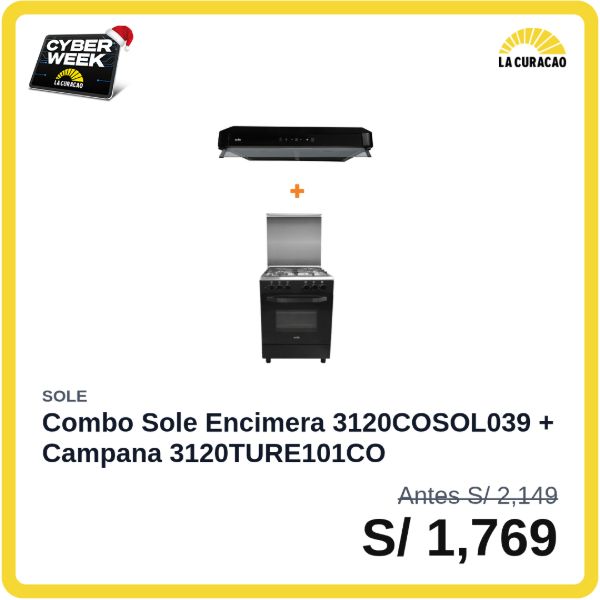 CYBER
WEEK
LA CURACAO
LA CURACAO
SOLE
Combo Sole Encimera 3120COSOL039 +
Campana 3120TURE101CO
Antes S/ 2,149
S/ 1,769